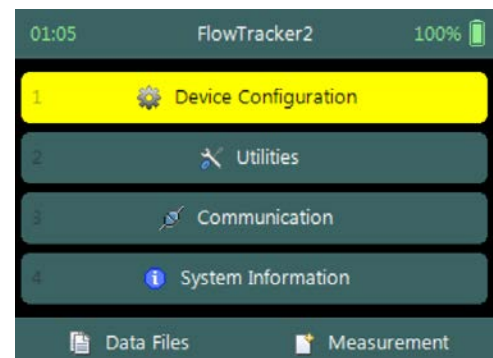 01:05 FlowTracker2 100%
1 Device Configuration
2 Utilities
3 Communication
4 System Information
Data Files Measurement